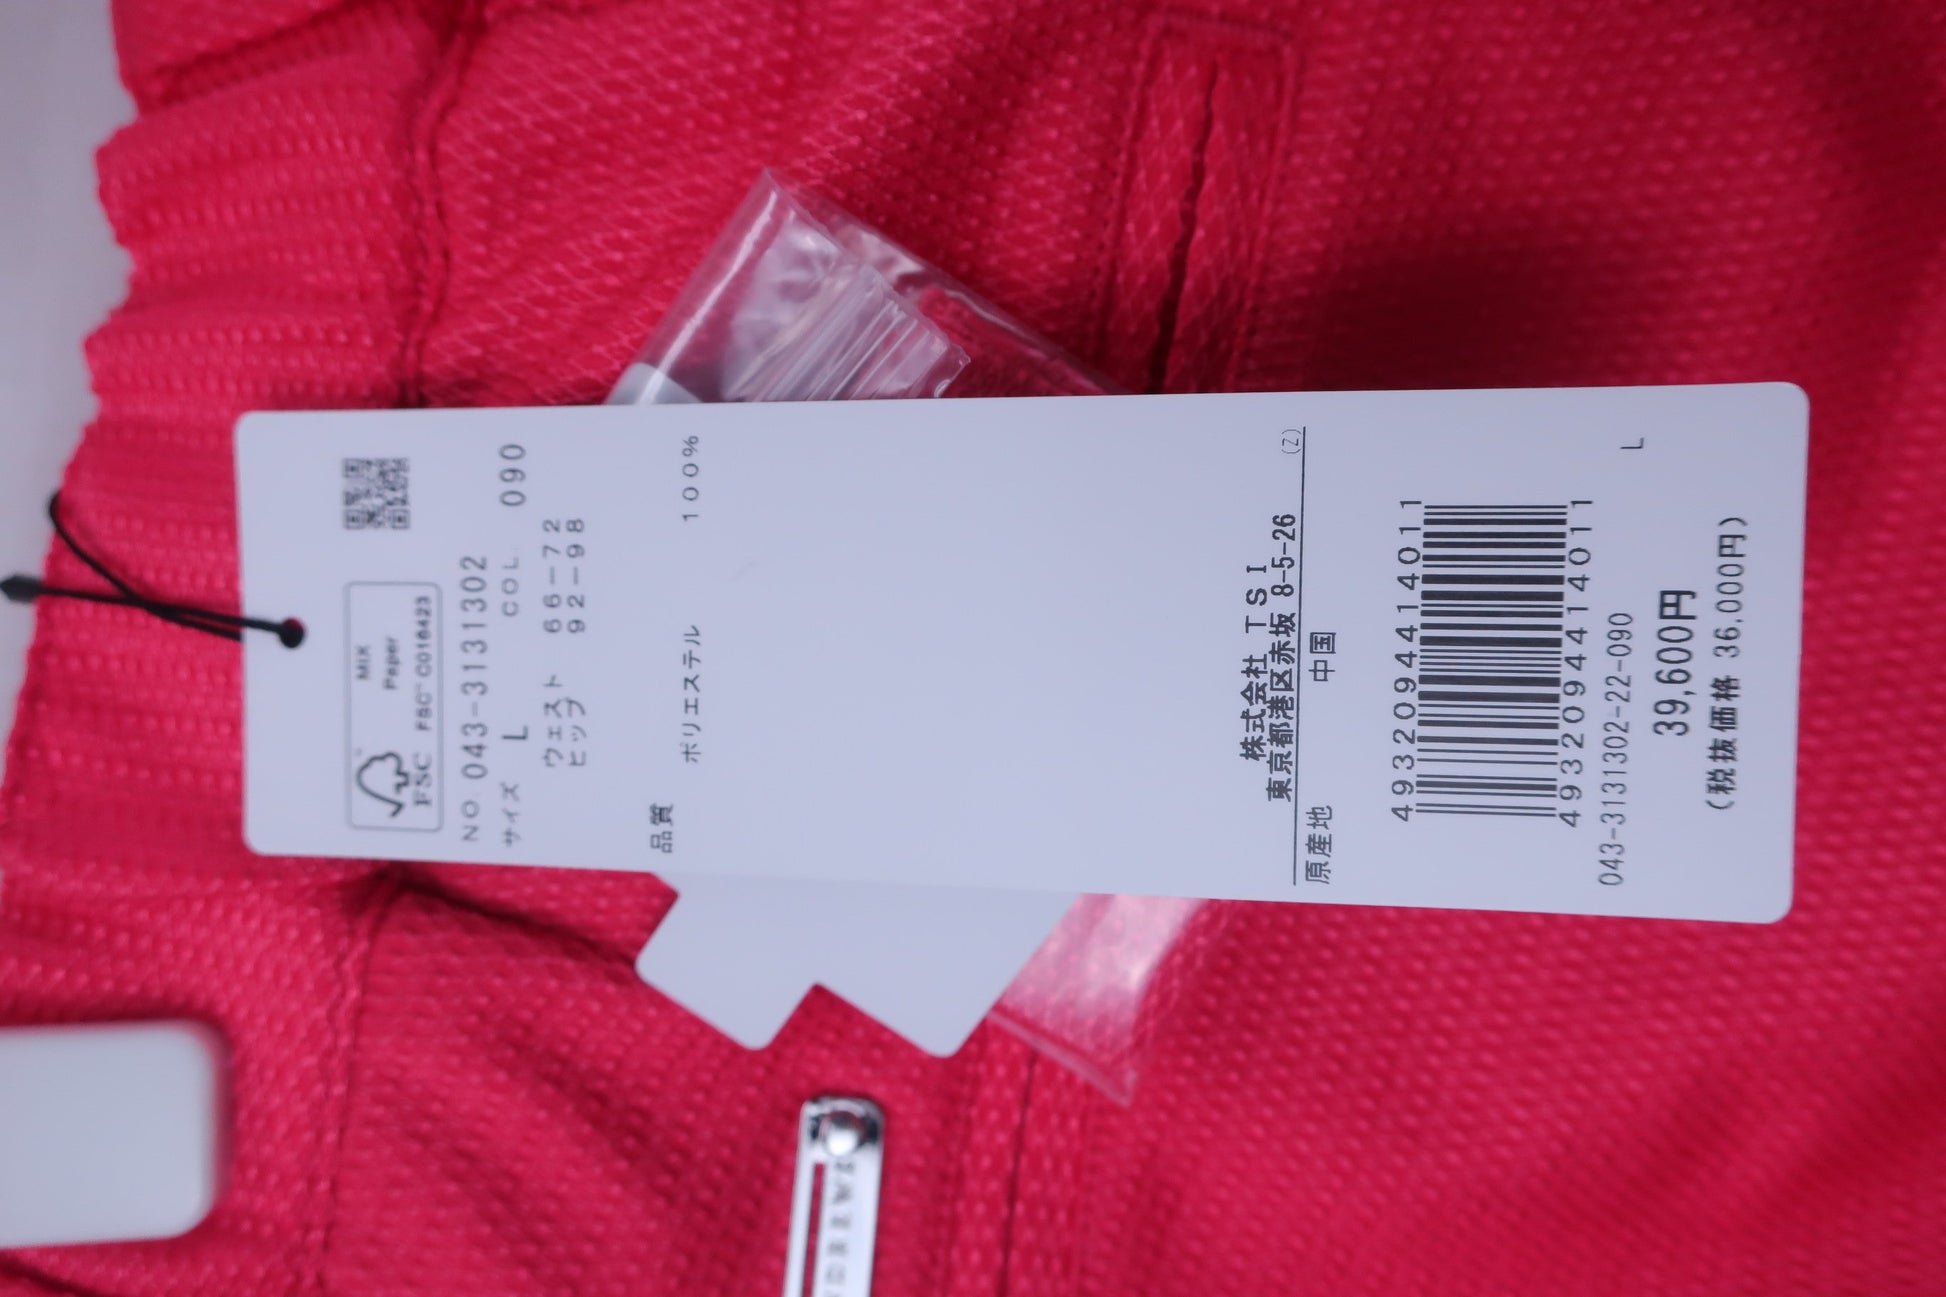 MIX
Paper
FSC™ C016423
FSC
NO. 043-3131302
サイズ L COL. 090
ウェスト 66-72
ヒップ 92-98
品質
ポリエステル 100%
株式会社 TSI
東京都港区赤坂 8-5-26 (Z)
原産地 中国
4932094414011
4932094414011
L
043-3131302-22-090
39,600円
(税抜価格 36,000円)